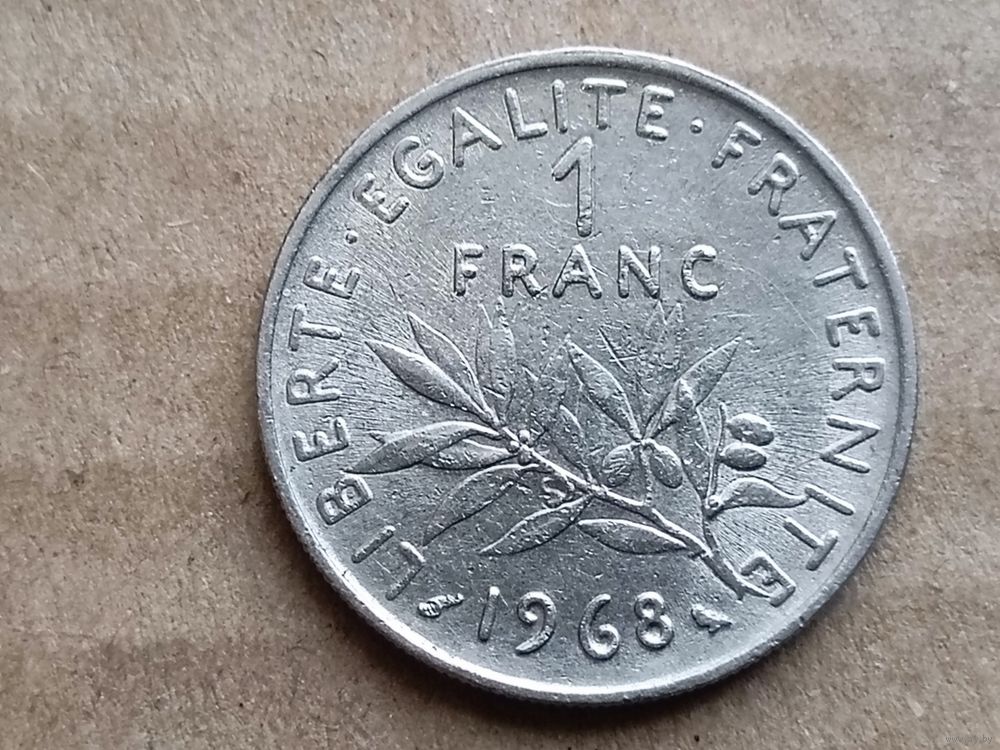 LIBERTE · EGALITE · FRATERNITE
1
FRANC
1968